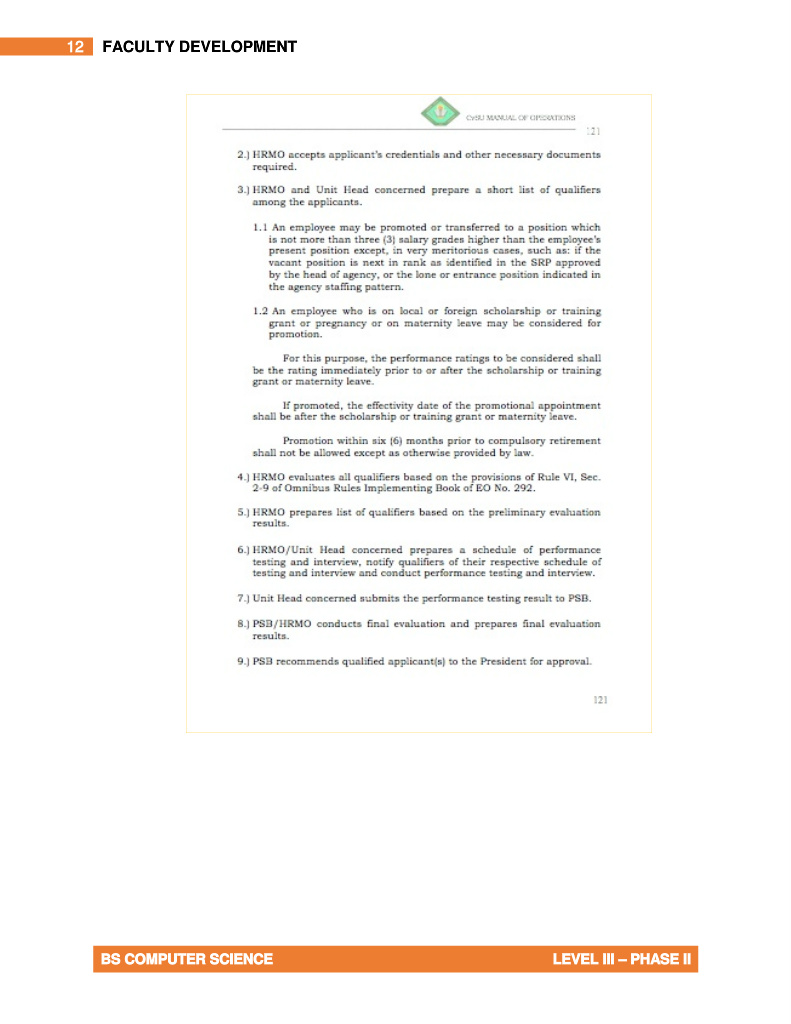 12 FACULTY DEVELOPMENT
CvSU MANUAL OF OPERATIONS
121
2.) HRMO accepts applicant's credentials and other necessary documents
required.
3.) HRMO and Unit Head concerned prepare a short list of qualifiers
among the applicants.
1.1 An employee may be promoted or transferred to a position which
is not more than three (3) salary grades higher than the employee's
present position except, in very meritorious cases, such as: if the
vacant position is next in rank as identified in the SRP approved
by the head of agency, or the lone or entrance position indicated in
the agency staffing pattern.
1.2 An employee who is on local or foreign scholarship or training
grant or pregnancy or on maternity leave may be considered for
promotion.
For this purpose, the performance ratings to be considered shall
be the rating immediately prior to or after the scholarship or training
grant or maternity leave.
If promoted, the effectivity date of the promotional appointment
shall be after the scholarship or training grant or maternity leave.
Promotion within six (6) months prior to compulsory retirement
shall not be allowed except as otherwise provided by law.
4.) HRMO evaluates all qualifiers based on the provisions of Rule VI, Sec.
2-9 of Omnibus Rules Implementing Book of EO No. 292.
5.) HRMO prepares list of qualifiers based on the preliminary evaluation
results.
6.) HRMO/Unit Head concerned prepares a schedule of performance
testing and interview, notify qualifiers of their respective schedule of
testing and interview and conduct performance testing and interview.
7.) Unit Head concerned submits the performance testing result to PSB.
8.) PSB/HRMO conducts final evaluation and prepares final evaluation
results.
9.) PSB recommends qualified applicant(s) to the President for approval.
121
BS COMPUTER SCIENCE LEVEL III – PHASE II